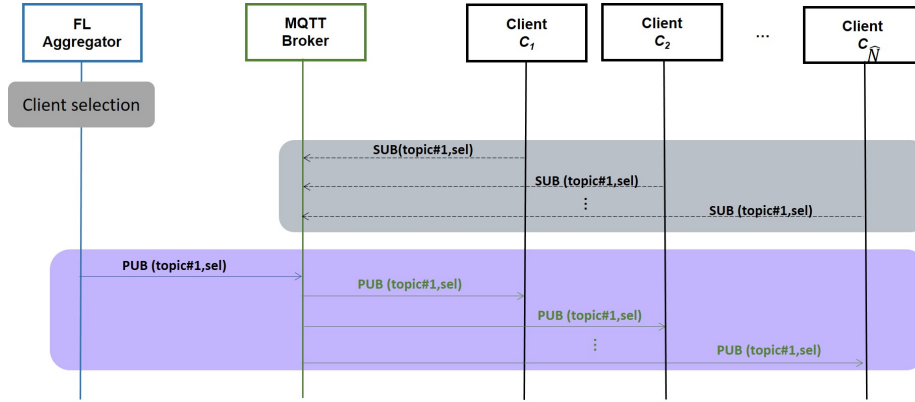 FL
Aggregator
MQTT
Broker
Client
C1
Client
C2
...
Client
C N̂
Client selection
SUB(topic#1,sel)
SUB (topic#1,sel)
⋮
SUB (topic#1,sel)
PUB (topic#1,sel)
PUB (topic#1,sel)
PUB (topic#1,sel)
⋮
PUB (topic#1,sel)